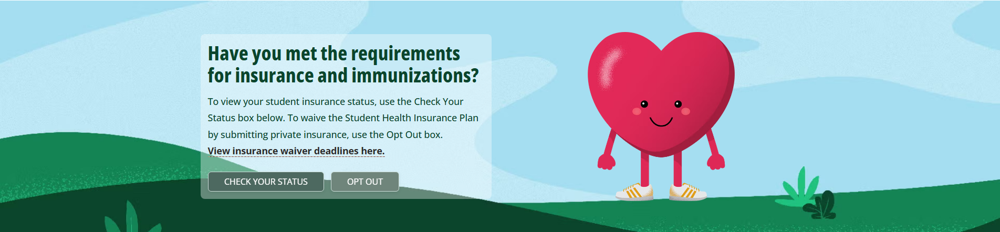 Have you met the requirements
for insurance and immunizations?
To view your student insurance status, use the Check Your
Status box below. To waive the Student Health Insurance Plan
by submitting private insurance, use the Opt Out box.
View insurance waiver deadlines here.
CHECK YOUR STATUS
OPT OUT